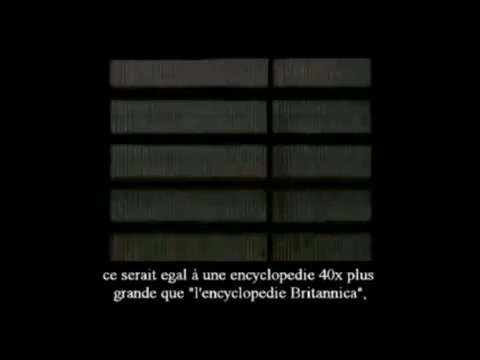 ce serait egal à une encyclopedie 40x plus
grande que "l'encyclopedie Britannica",